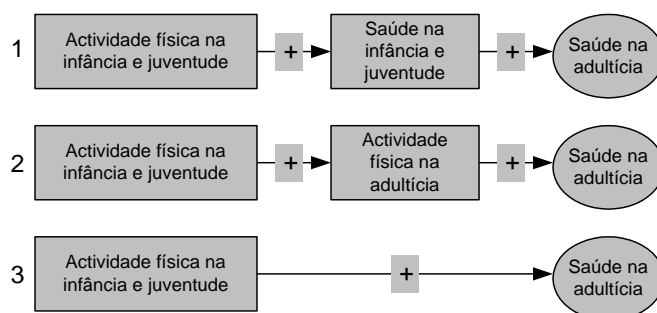 1
Actividade física na
infância e juventude
+
Saúde na
infância e
juventude
+
Saúde na
adultícia
2
Actividade física na
infância e juventude
+
Actividade
física na
adultícia
+
Saúde na
adultícia
3
Actividade física na
infância e juventude
+
Saúde na
adultícia